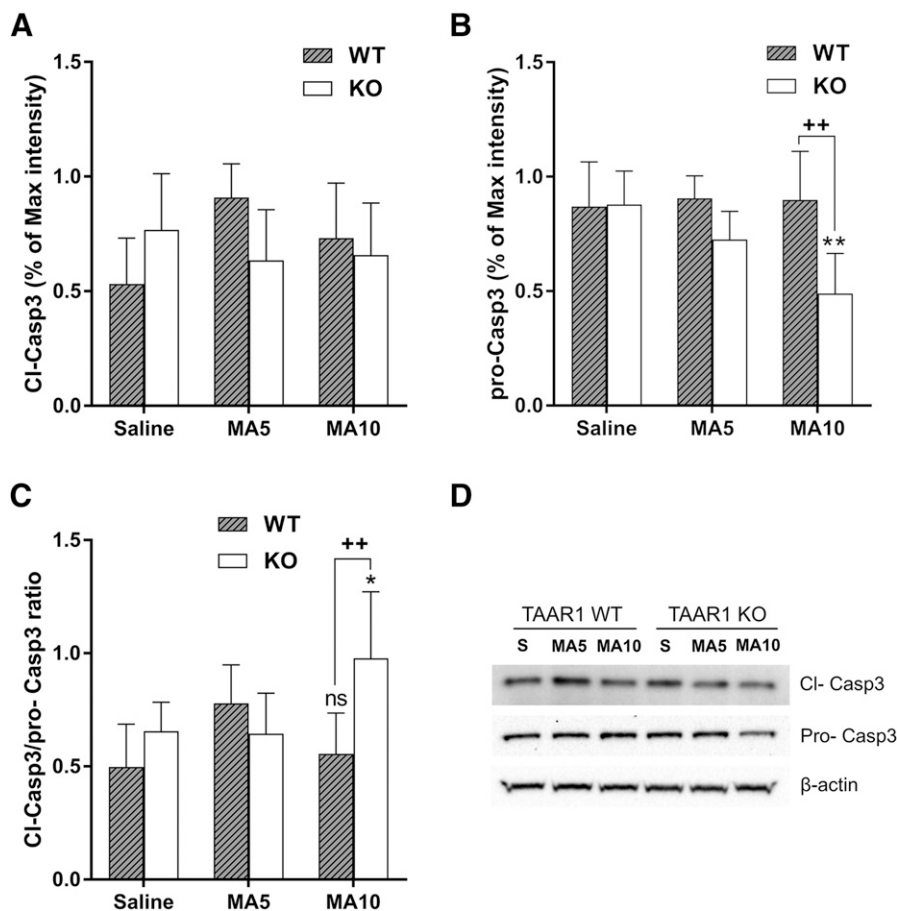 A
WT
KO
Cl-Casp3 (% of Max intensity)
1.5
1.0
0.5
0.0
Saline MA5 MA10
B
WT
KO
pro-Casp3 (% of Max intensity)
1.5
1.0
0.5
0.0
++
**
Saline MA5 MA10
C
WT
KO
Cl-Casp3/pro- Casp3 ratio
1.5
1.0
0.5
0.0
++
*
ns
Saline MA5 MA10
D
TAAR1 WT TAAR1 KO
S MA5 MA10 S MA5 MA10
Cl- Casp3
Pro- Casp3
β-actin